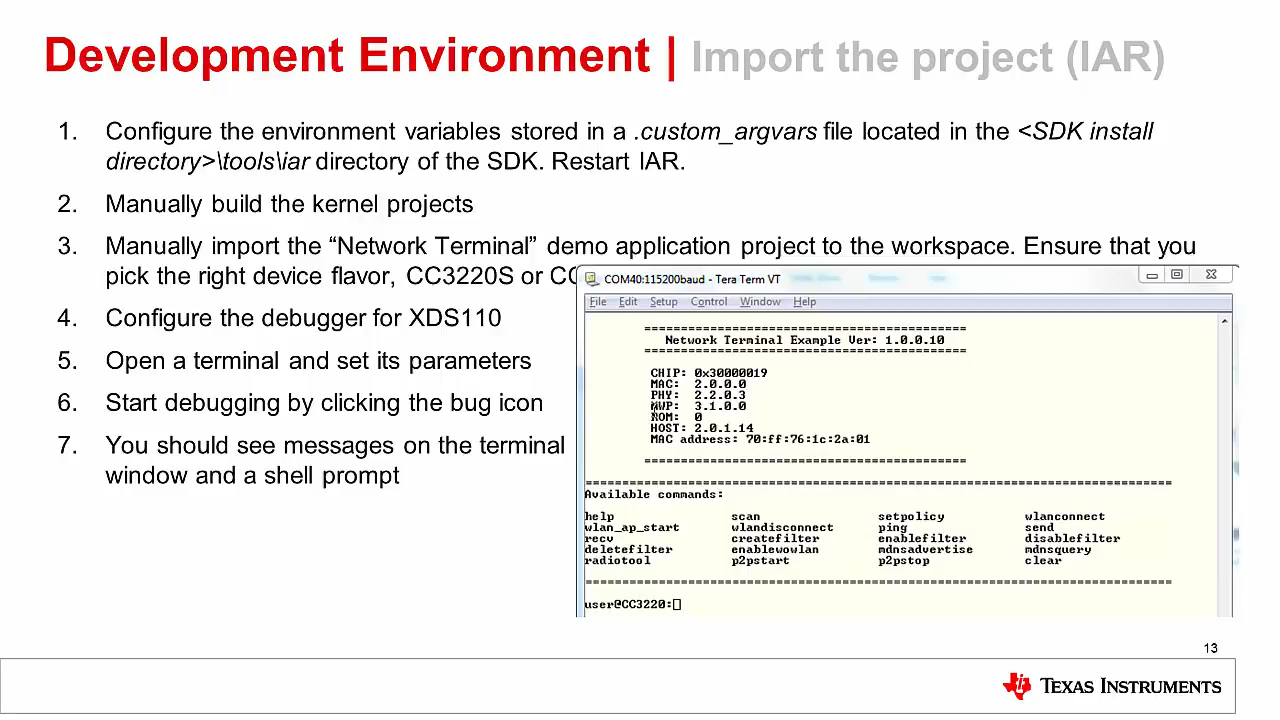 Development Environment | Import the project (IAR)
1. Configure the environment variables stored in a .custom_argvars file located in the <SDK install
directory>\tools\iar directory of the SDK. Restart IAR.
2. Manually build the kernel projects
3. Manually import the “Network Terminal” demo application project to the workspace. Ensure that you
pick the right device flavor, CC3220S or
4. Configure the debugger for XDS110
5. Open a terminal and set its parameters
6. Start debugging by clicking the bug icon
7. You should see messages on the terminal
window and a shell prompt
COM40:115200baud - Tera Term VT
File Edit Setup Control Window Help
============================================
Network Terminal Example Ver: 1.0.0.10
============================================
CHIP: 0x30000019
MAC: 2.0.0.0
PHY: 2.2.0.3
NWP: 3.1.0.0
ROM: 0
HOST: 2.0.1.14
MAC address: 70:ff:76:1c:2a:01
============================================
================================================================================
Available commands:
help scan setpolicy wlanconnect
wlan_ap_start wlandisconnect ping send
recv createfilter enablefilter disablefilter
deletefilter enablewowlan mdnsadvertise mdnsquery
radiotool p2pstart p2pstop clear
================================================================================
user@CC3220:
13
TEXAS INSTRUMENTS